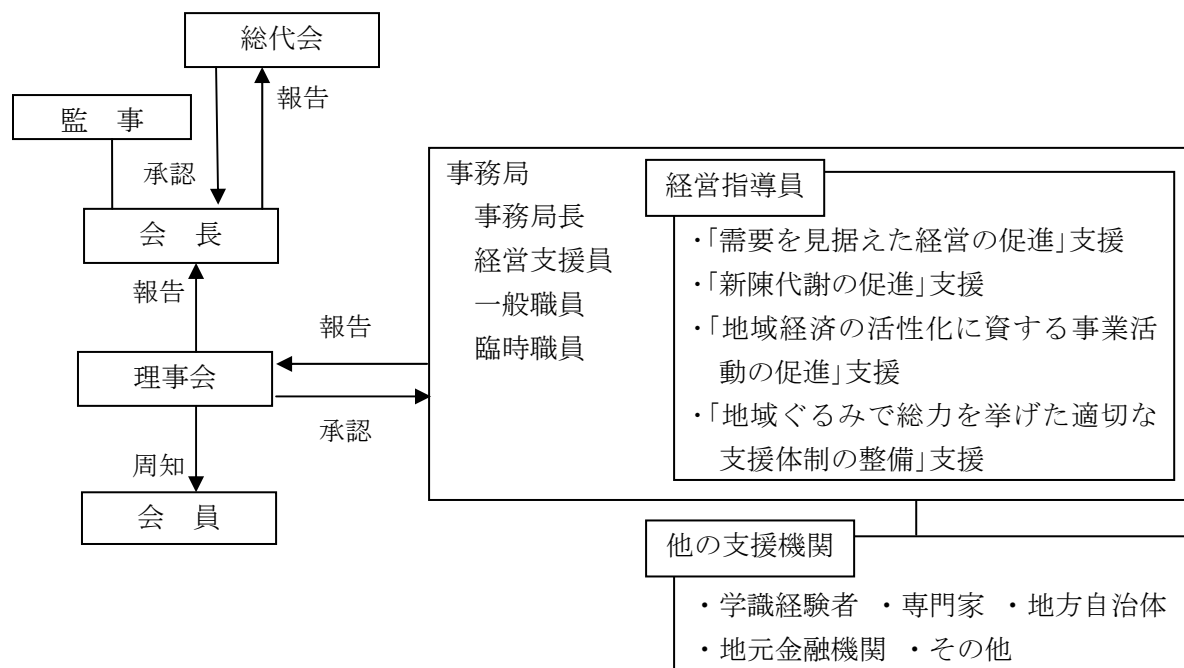 総代会
報告
監　事
承認
会　長
報告
理事会
周知
会　員
報告
承認
事務局
事務局長
経営支援員
一般職員
臨時職員
経営指導員
・「需要を見据えた経営の促進」支援
・「新陳代謝の促進」支援
・「地域経済の活性化に資する事業活
動の促進」支援
・「地域ぐるみで総力を挙げた適切な
支援体制の整備」支援
他の支援機関
・学識経験者 ・専門家 ・地方自治体
・地元金融機関 ・その他